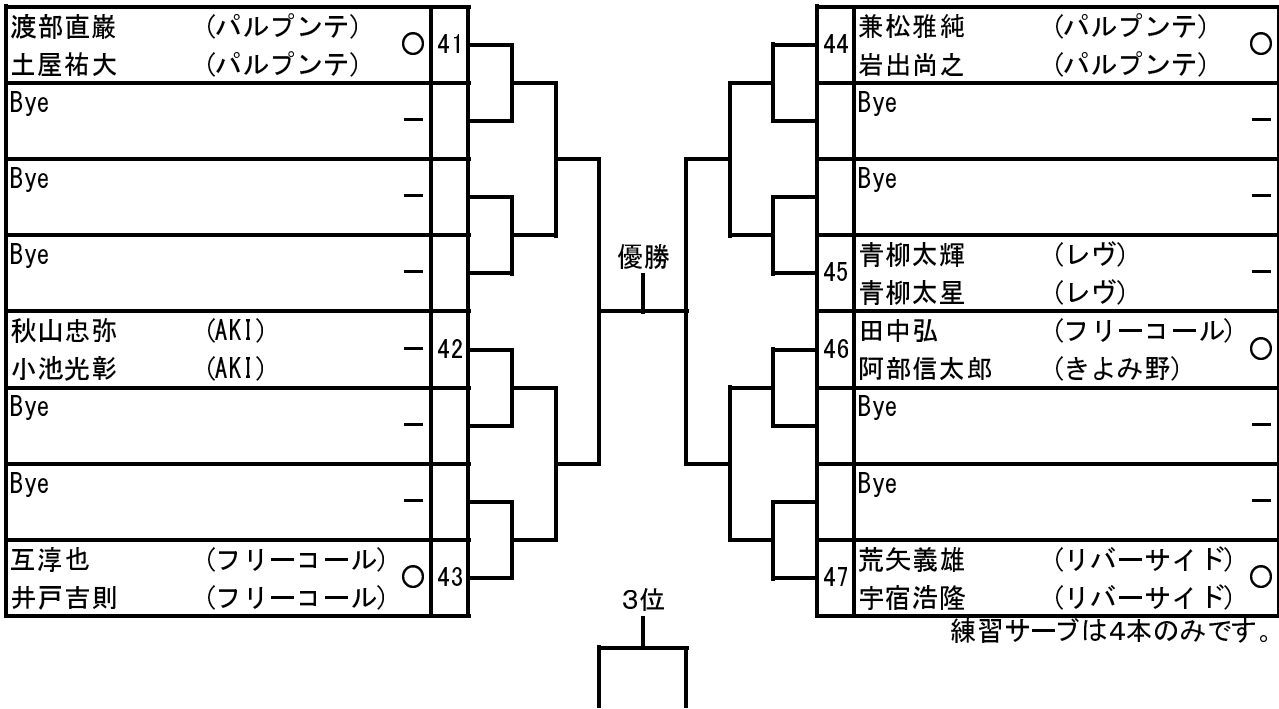 渡部直巌 (パルプンテ) ○ 41
土屋祐大 (パルプンテ)
Bye —
Bye —
Bye —
秋山忠弥 (AKI) — 42
小池光彰 (AKI)
Bye —
Bye —
互淳也 (フリーコール) ○ 43
井戸吉則 (フリーコール)
優勝
3位
44 兼松雅純 (パルプンテ) ○
岩出尚之 (パルプンテ)
Bye —
Bye —
45 青柳太輝 (レヴ) —
青柳太星 (レヴ)
46 田中弘 (フリーコール) ○
阿部信太郎 (きよみ野)
Bye —
Bye —
47 荒矢義雄 (リバーサイド) ○
宇宿浩隆 (リバーサイド)
練習サーブは4本のみです。